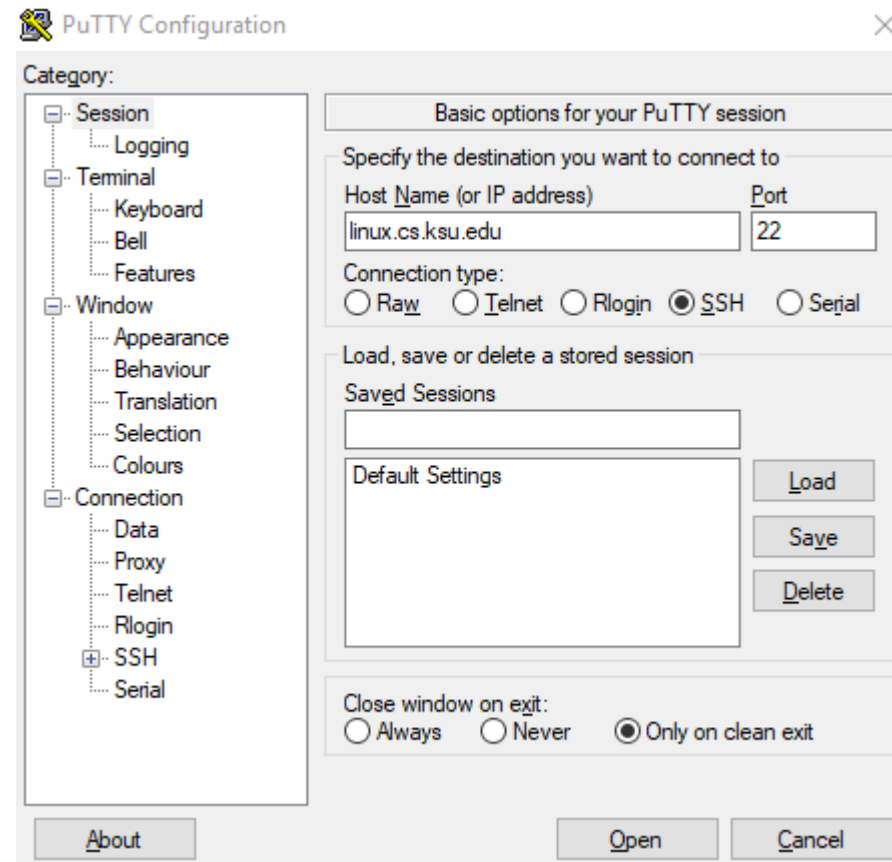 PuTTY Configuration
Category:
Session
Logging
Terminal
Keyboard
Bell
Features
Window
Appearance
Behaviour
Translation
Selection
Colours
Connection
Data
Proxy
Telnet
Rlogin
SSH
Serial
Basic options for your PuTTY session
Specify the destination you want to connect to
Host Name (or IP address) Port
linux.cs.ksu.edu 22
Connection type:
Raw Telnet Rlogin SSH Serial
Load, save or delete a stored session
Saved Sessions
Default Settings
Load
Save
Delete
Close window on exit:
Always Never Only on clean exit
About Open Cancel